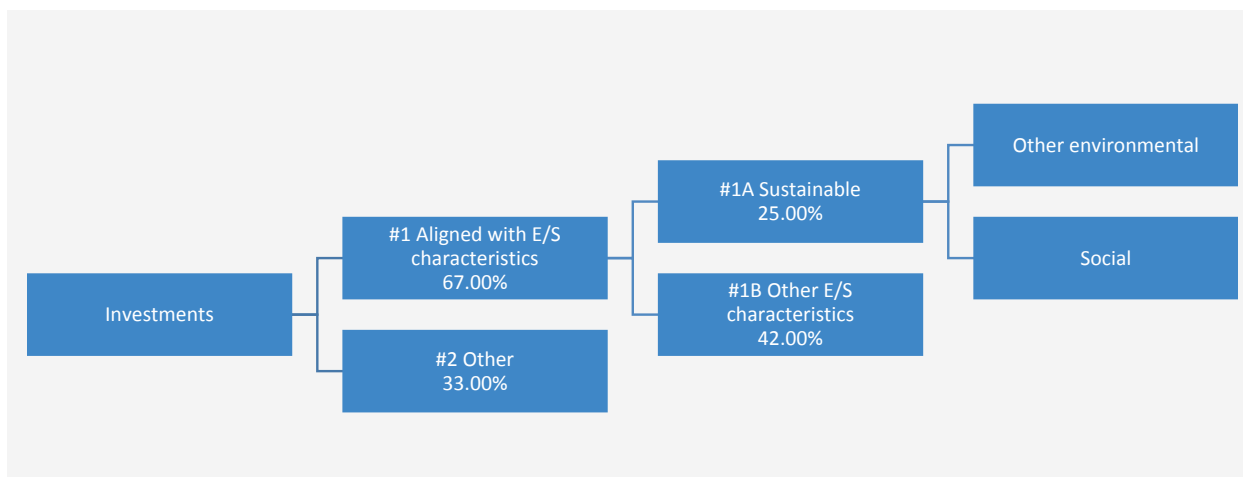 Investments
#1 Aligned with E/S
characteristics
67.00%
#2 Other
33.00%
#1A Sustainable
25.00%
#1B Other E/S
characteristics
42.00%
Other environmental
Social